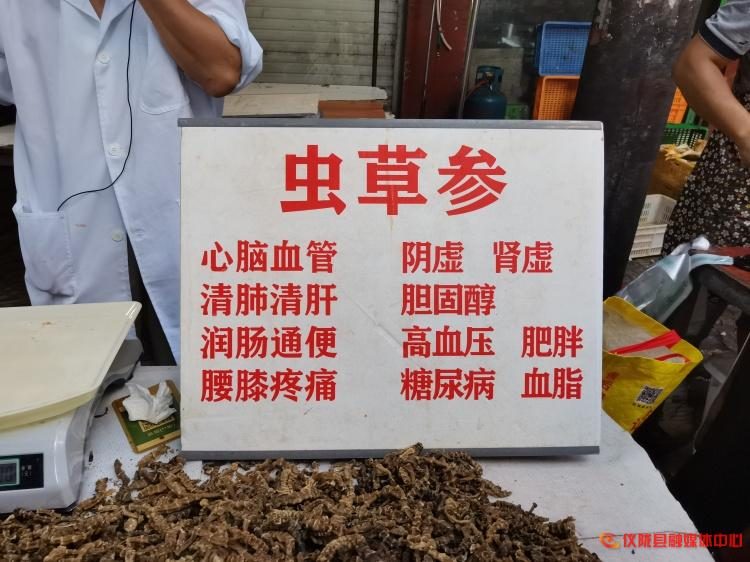 虫草参
心脑血管 阴虚 肾虚
清肺清肝 胆固醇
润肠通便 高血压 肥胖
腰膝疼痛 糖尿病 血脂
仪陇县融媒体中心